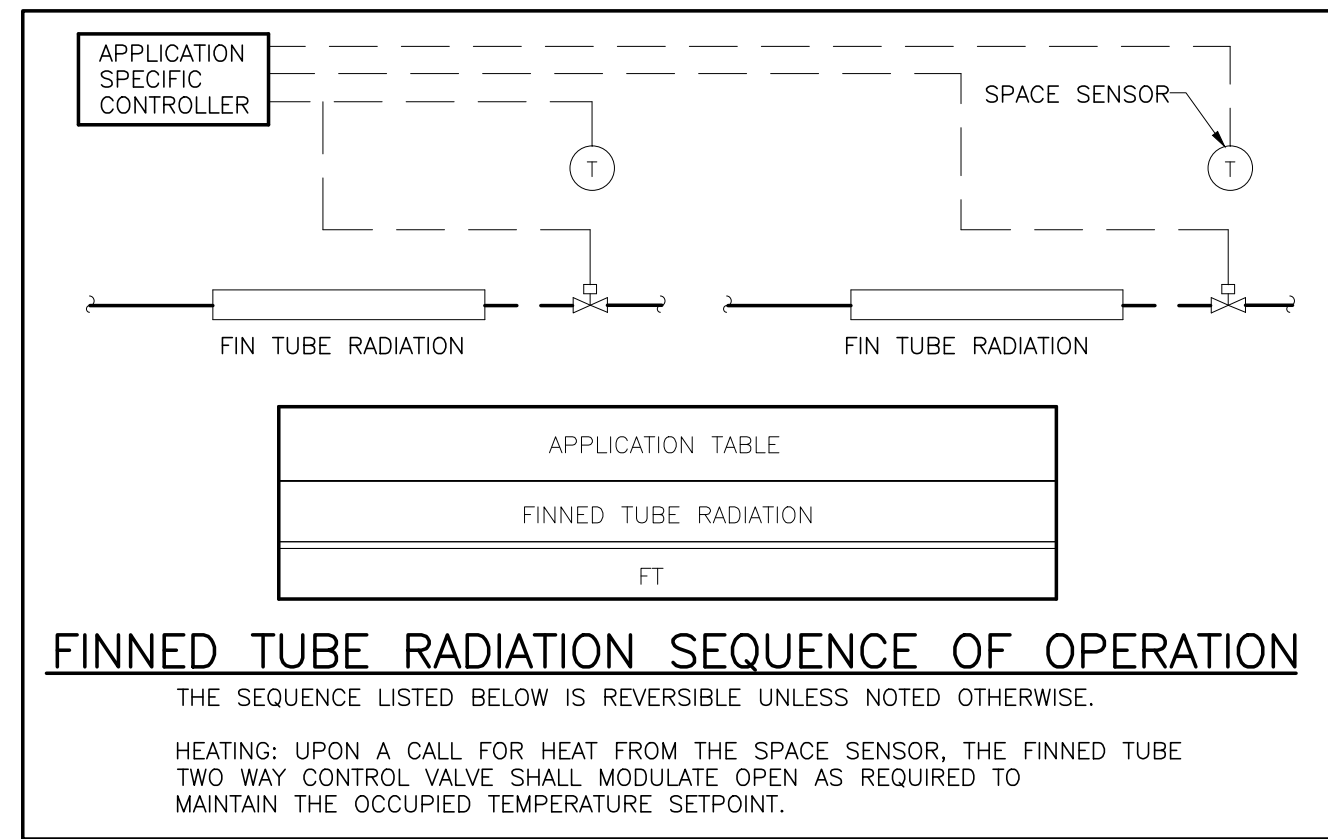 APPLICATION
SPECIFIC
CONTROLLER
SPACE SENSOR
T
T
FIN TUBE RADIATION
FIN TUBE RADIATION
APPLICATION TABLE
FINNED TUBE RADIATION
FT
FINNED TUBE RADIATION SEQUENCE OF OPERATION
THE SEQUENCE LISTED BELOW IS REVERSIBLE UNLESS NOTED OTHERWISE.
HEATING: UPON A CALL FOR HEAT FROM THE SPACE SENSOR, THE FINNED TUBE
TWO WAY CONTROL VALVE SHALL MODULATE OPEN AS REQUIRED TO
MAINTAIN THE OCCUPIED TEMPERATURE SETPOINT.